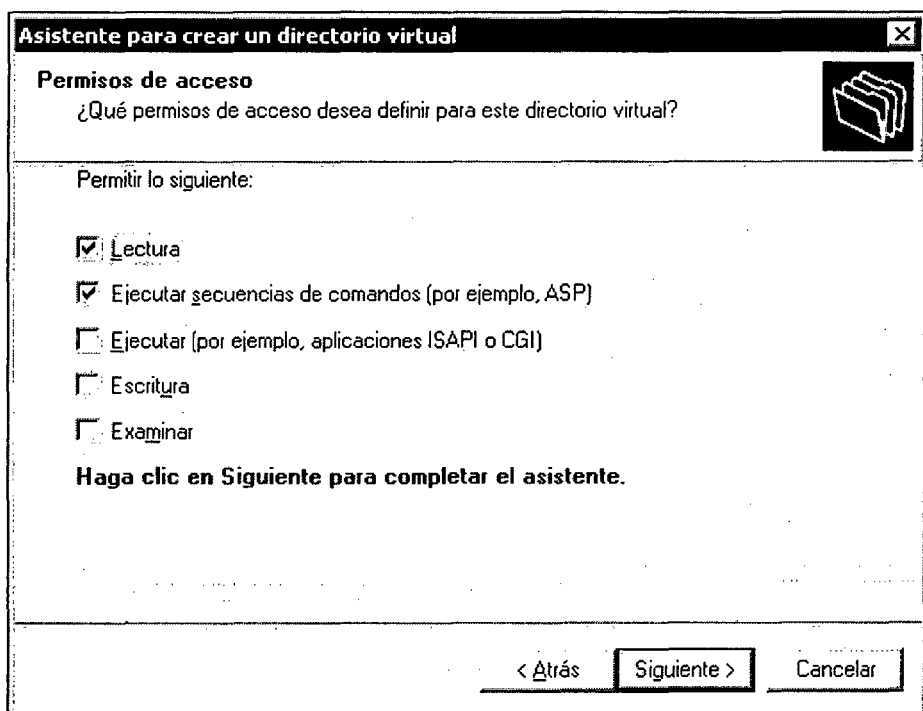 Asistente para crear un directorio virtual
Permisos de acceso
¿Qué permisos de acceso desea definir para este directorio virtual?
Permitir lo siguiente:
Lectura
Ejecutar secuencias de comandos (por ejemplo, ASP)
Ejecutar (por ejemplo, aplicaciones ISAPI o CGI)
Escritura
Examinar
Haga clic en Siguiente para completar el asistente.
< Atrás Siguiente > Cancelar